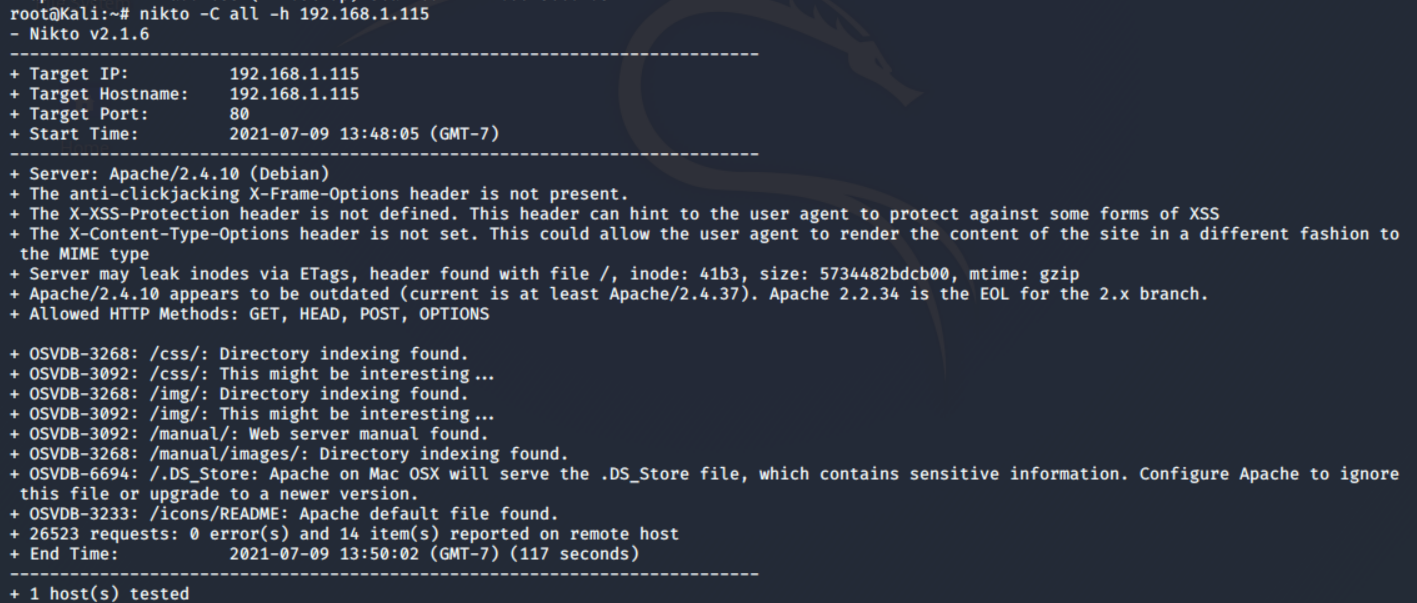 root@Kali:~# nikto -C all -h 192.168.1.115
- Nikto v2.1.6
---------------------------------------------------------------------------
+ Target IP:          192.168.1.115
+ Target Hostname:    192.168.1.115
+ Target Port:        80
+ Start Time:         2021-07-09 13:48:05 (GMT-7)
---------------------------------------------------------------------------
+ Server: Apache/2.4.10 (Debian)
+ The anti-clickjacking X-Frame-Options header is not present.
+ The X-XSS-Protection header is not defined. This header can hint to the user agent to protect against some forms of XSS
+ The X-Content-Type-Options header is not set. This could allow the user agent to render the content of the site in a different fashion to
the MIME type
+ Server may leak inodes via ETags, header found with file /, inode: 41b3, size: 5734482bdcb00, mtime: gzip
+ Apache/2.4.10 appears to be outdated (current is at least Apache/2.4.37). Apache 2.2.34 is the EOL for the 2.x branch.
+ Allowed HTTP Methods: GET, HEAD, POST, OPTIONS
+ OSVDB-3268: /css/: Directory indexing found.
+ OSVDB-3092: /css/: This might be interesting...
+ OSVDB-3268: /img/: Directory indexing found.
+ OSVDB-3092: /img/: This might be interesting...
+ OSVDB-3092: /manual/: Web server manual found.
+ OSVDB-3268: /manual/images/: Directory indexing found.
+ OSVDB-6694: /.DS_Store: Apache on Mac OSX will serve the .DS_Store file, which contains sensitive information. Configure Apache to ignore
this file or upgrade to a newer version.
+ OSVDB-3233: /icons/README: Apache default file found.
+ 26523 requests: 0 error(s) and 14 item(s) reported on remote host
+ End Time:           2021-07-09 13:50:02 (GMT-7) (117 seconds)
---------------------------------------------------------------------------
+ 1 host(s) tested